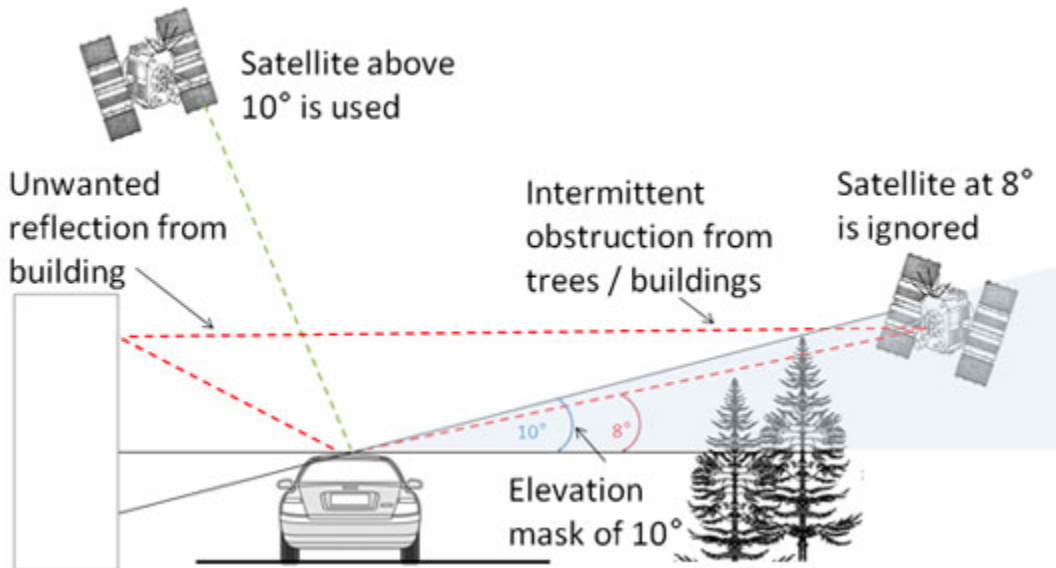 Satellite above
10° is used
Unwanted
reflection from
building
Intermittent
obstruction from
trees / buildings
Satellite at 8°
is ignored
10°
8°
Elevation
mask of 10°